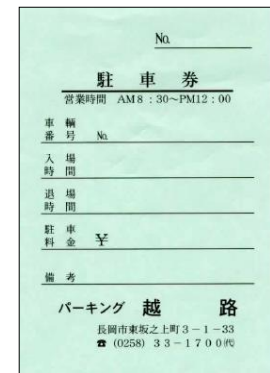 No.
駐車券
営業時間 AM8:30〜PM12:00
車輌
番号 No.
入場
時間
退場
時間
駐車
料金 ¥
備考
パーキング 越路
長岡市東坂之上町3-1-33
☎ (0258) 33-1700㈹